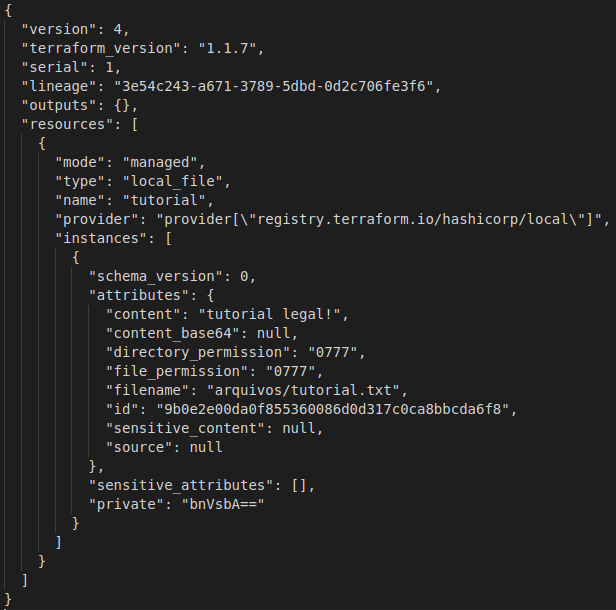 {
  "version": 4,
  "terraform_version": "1.1.7",
  "serial": 1,
  "lineage": "3e54c243-a671-3789-5dbd-0d2c706fe3f6",
  "outputs": {},
  "resources": [
    {
      "mode": "managed",
      "type": "local_file",
      "name": "tutorial",
      "provider": "provider[\"registry.terraform.io/hashicorp/local\"]",
      "instances": [
        {
          "schema_version": 0,
          "attributes": {
            "content": "tutorial legal!",
            "content_base64": null,
            "directory_permission": "0777",
            "file_permission": "0777",
            "filename": "arquivos/tutorial.txt",
            "id": "9b0e2e00da0f855360086d0d317c0ca8bbcda6f8",
            "sensitive_content": null,
            "source": null
          },
          "sensitive_attributes": [],
          "private": "bnVsbA=="
        }
      ]
    }
  ]
}